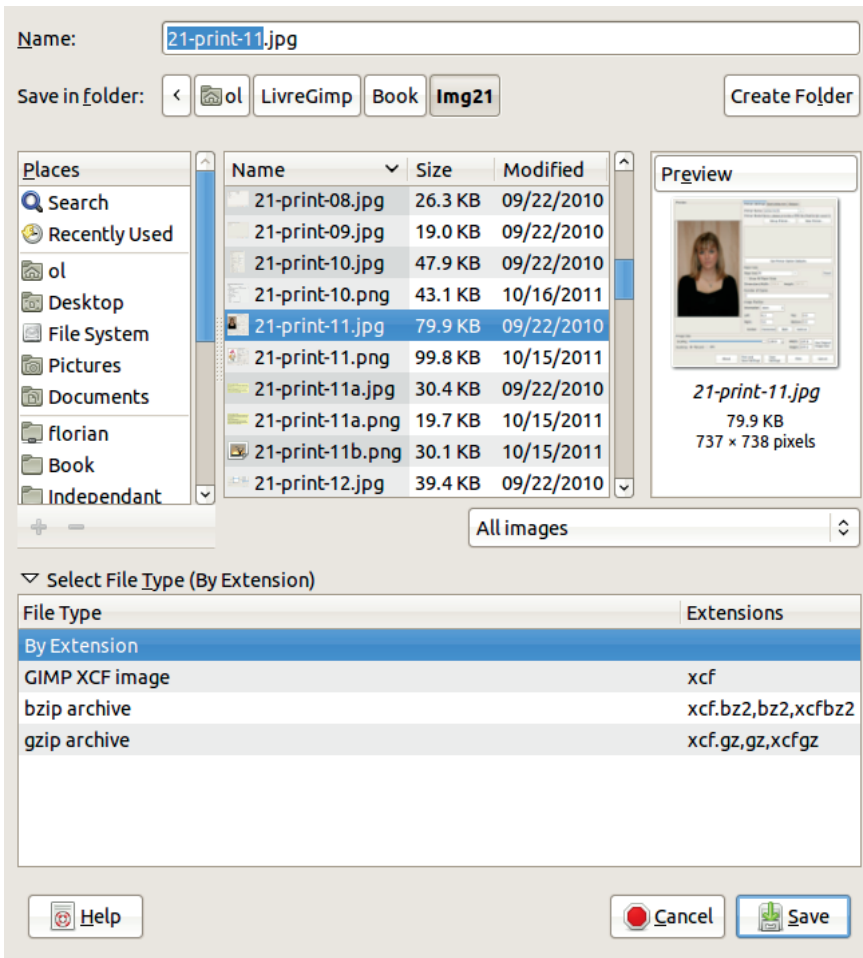 Name: 21-print-11.jpg
Save in folder: < ol LivreGimp Book Img21 Create Folder
Places
Search
Recently Used
ol
Desktop
File System
Pictures
Documents
florian
Book
Independant
Name Size Modified
21-print-08.jpg 26.3 KB 09/22/2010
21-print-09.jpg 19.0 KB 09/22/2010
21-print-10.jpg 47.9 KB 09/22/2010
21-print-10.png 43.1 KB 10/16/2011
21-print-11.jpg 79.9 KB 09/22/2010
21-print-11.png 99.8 KB 10/15/2011
21-print-11a.jpg 30.4 KB 09/22/2010
21-print-11a.png 19.7 KB 10/15/2011
21-print-11b.png 30.1 KB 10/15/2011
21-print-12.jpg 39.4 KB 09/22/2010
Preview
21-print-11.jpg
79.9 KB
737 × 738 pixels
All images
Select File Type (By Extension)
File Type Extensions
By Extension
GIMP XCF image xcf
bzip archive xcf.bz2,bz2,xcfbz2
gzip archive xcf.gz,gz,xcfgz
Help Cancel Save